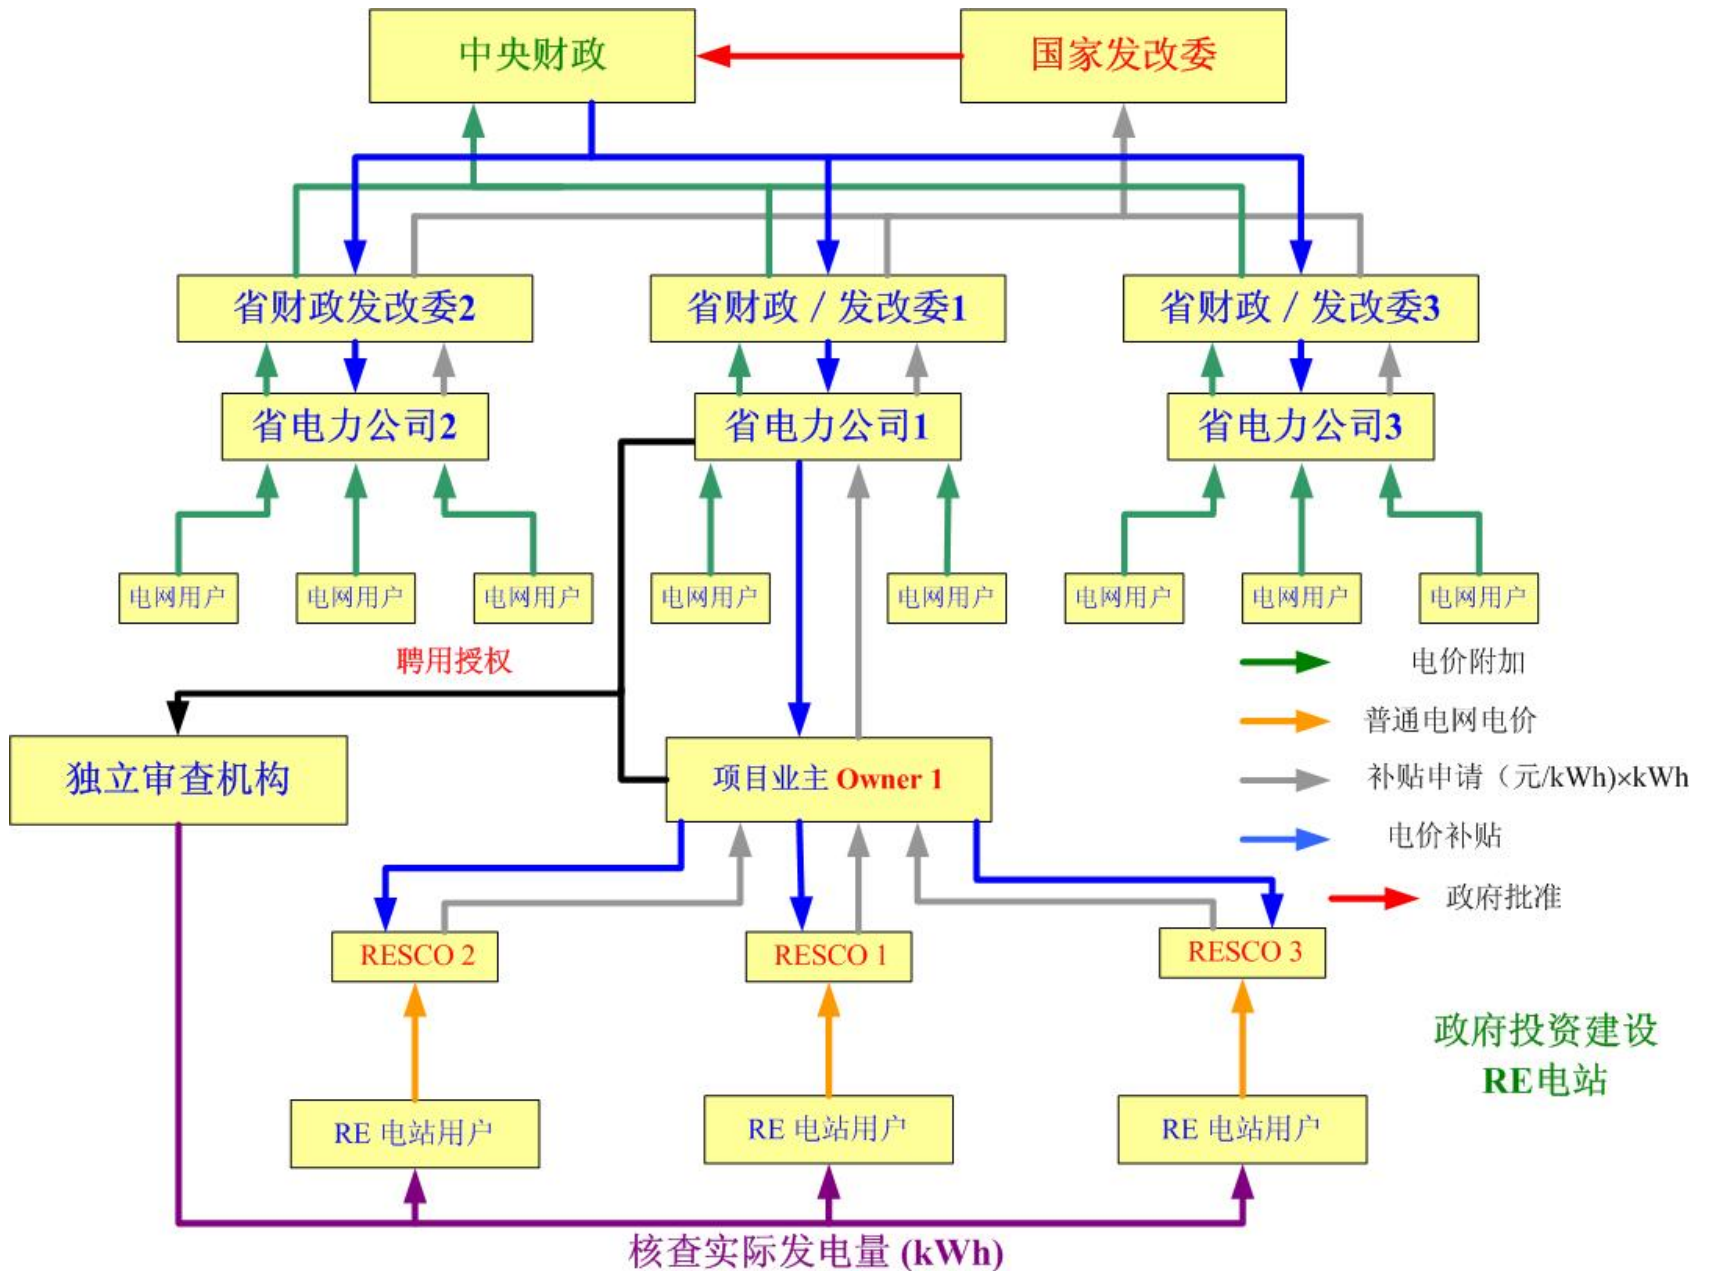 中央财政
国家发改委
省财政发改委2
省财政 / 发改委1
省财政 / 发改委3
省电力公司2
省电力公司1
省电力公司3
电网用户
电网用户
电网用户
电网用户
电网用户
电网用户
电网用户
电网用户
聘用授权
电价附加
普通电网电价
补贴申请（元/kWh)×kWh
电价补贴
政府批准
独立审查机构
项目业主 Owner 1
RESCO 2
RESCO 1
RESCO 3
政府投资建设
RE电站
RE 电站用户
RE 电站用户
RE 电站用户
核查实际发电量 (kWh)